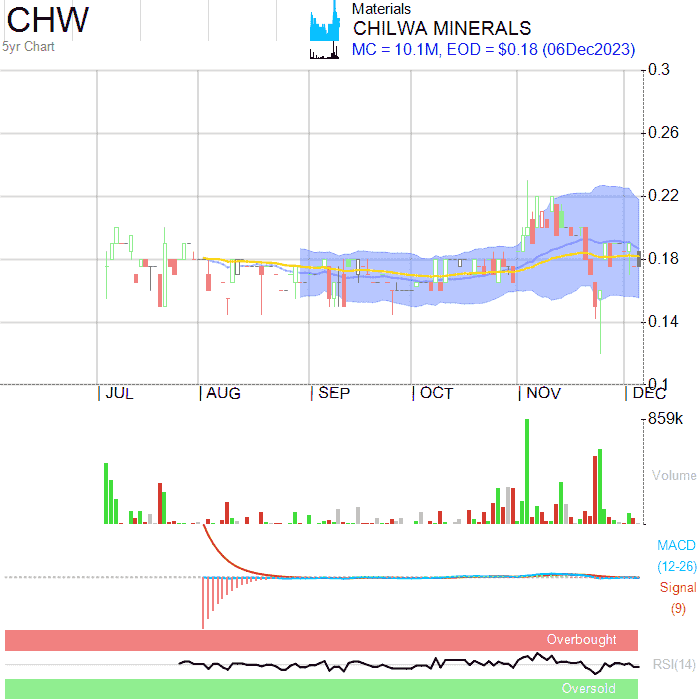 CHW
5yr Chart
Materials
CHILWA MINERALS
MC = 10.1M, EOD = $0.18 (06Dec2023)
0.3
0.26
0.22
0.18
0.14
0.1
JUL AUG SEP OCT NOV DEC
859k
Volume
MACD
(12-26)
Signal
(9)
Overbought
RSI(14)
Oversold